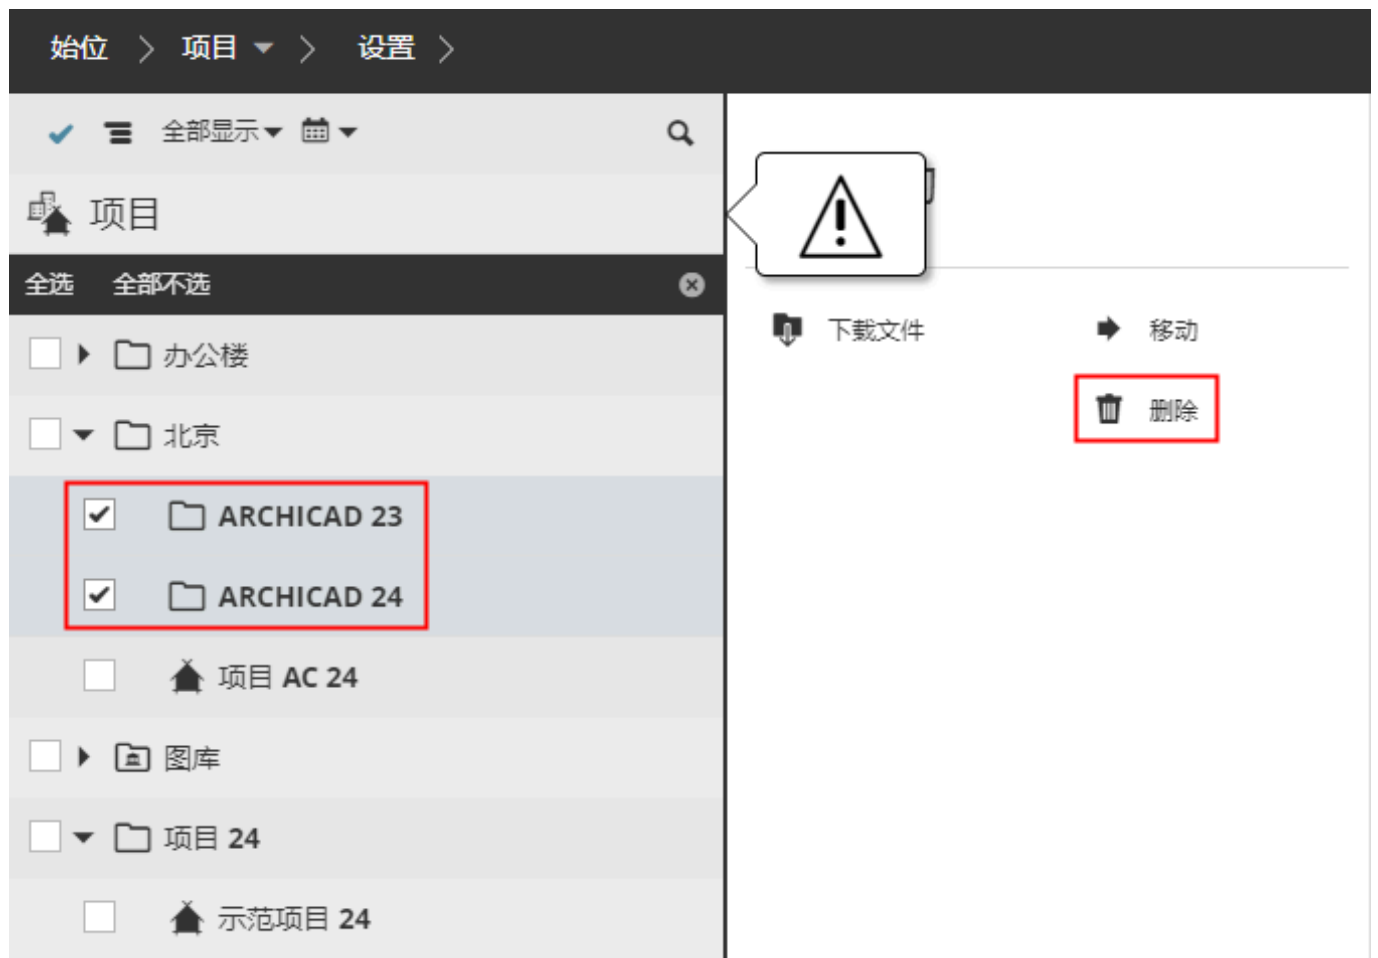 始位 项目 设置
全部显示
项目
全选 全部不选
办公楼
北京
ARCHICAD 23
ARCHICAD 24
项目 AC 24
图库
项目 24
示范项目 24
下载文件 移动
删除